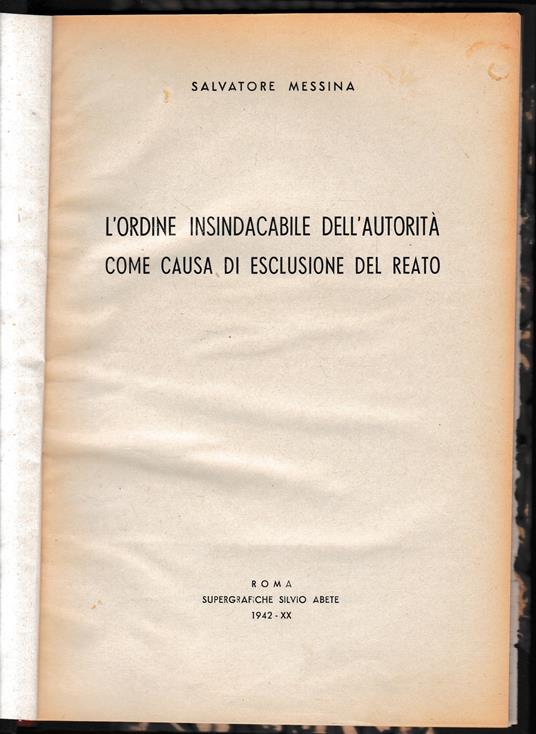 SALVATORE MESSINA
L'ORDINE INSINDACABILE DELL'AUTORITÀ
COME CAUSA DI ESCLUSIONE DEL REATO
ROMA
SUPERGRAFICHE SILVIO ABETE
1942-XX